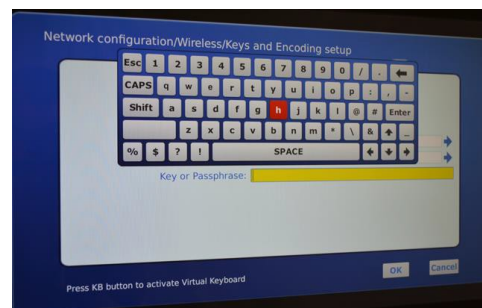 Network configuration/Wireless/Keys and Encoding setup
Esc 1 2 3 4 5 6 7 8 9 0 / .
CAPS q w e r t y u i o p : , -
Shift a s d f g h j k l @ # Enter
z x c v b n m * \ & _
% $ ? ! SPACE
Key or Passphrase:
OK Cancel
Press KB button to activate Virtual Keyboard